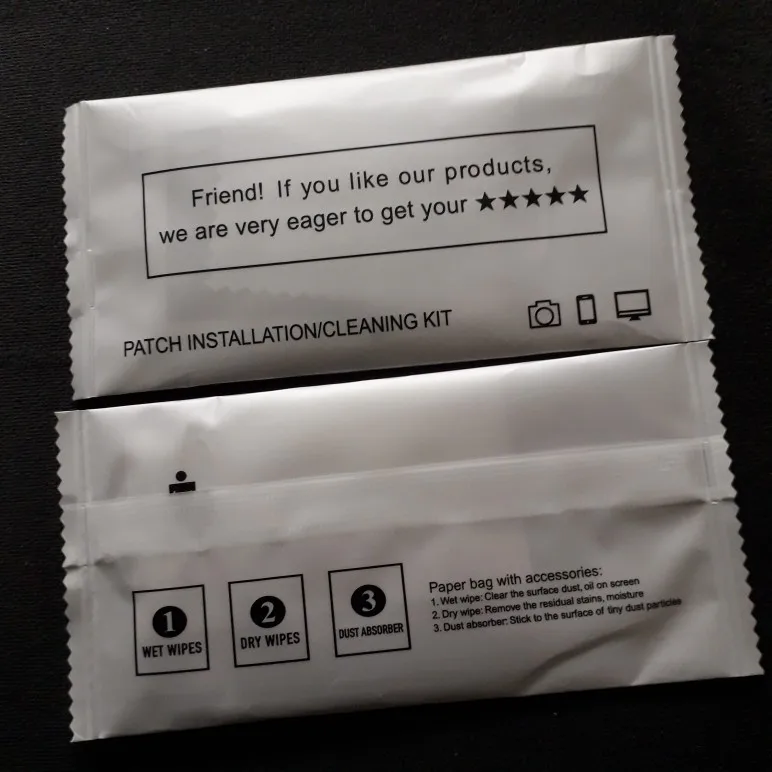 Friend! If you like our products,
we are very eager to get your ★★★★★
PATCH INSTALLATION/CLEANING KIT
1
WET WIPES
2
DRY WIPES
3
DUST ABSORBER
Paper bag with accessories:
1. Wet wipe: Clear the surface dust, oil on screen
2. Dry wipe: Remove the residual stains, moisture
3. Dust absorber: Stick to the surface of tiny dust particles